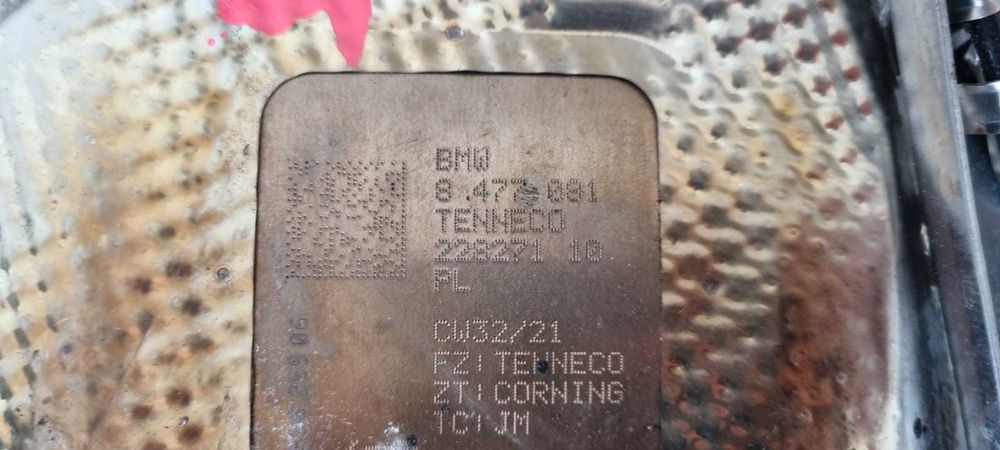 BMW
8.477.081
TENNECO
228271 10
PL
CW32/21
FZ: TENNECO
ZT: CORNING
TC: JM